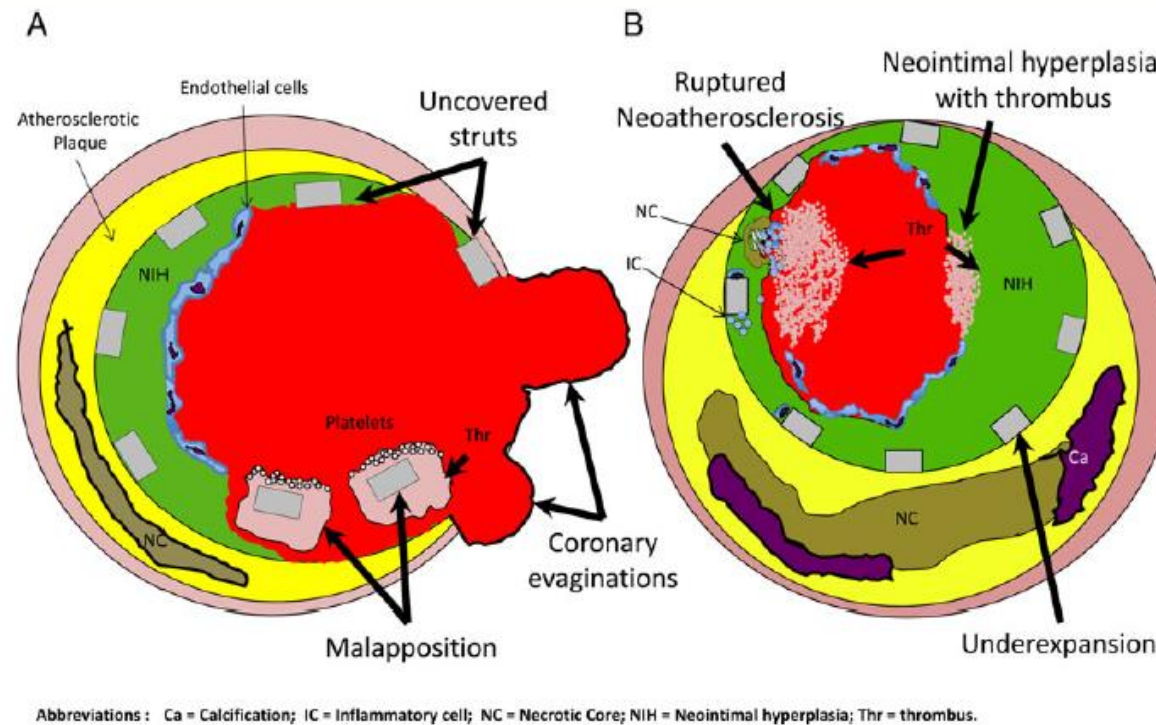 A
Endothelial cells
Atherosclerotic
Plaque
Uncovered
struts
NIH
Platelets
Thr
NC
Coronary
evaginations
Malapposition
B
Ruptured
Neoatherosclerosis
Neointimal hyperplasia
with thrombus
NC
IC
Thr
NIH
Ca
NC
Underexpansion
Abbreviations : Ca = Calcification; IC = Inflammatory cell; NC = Necrotic Core; NIH = Neointimal hyperplasia; Thr = thrombus.